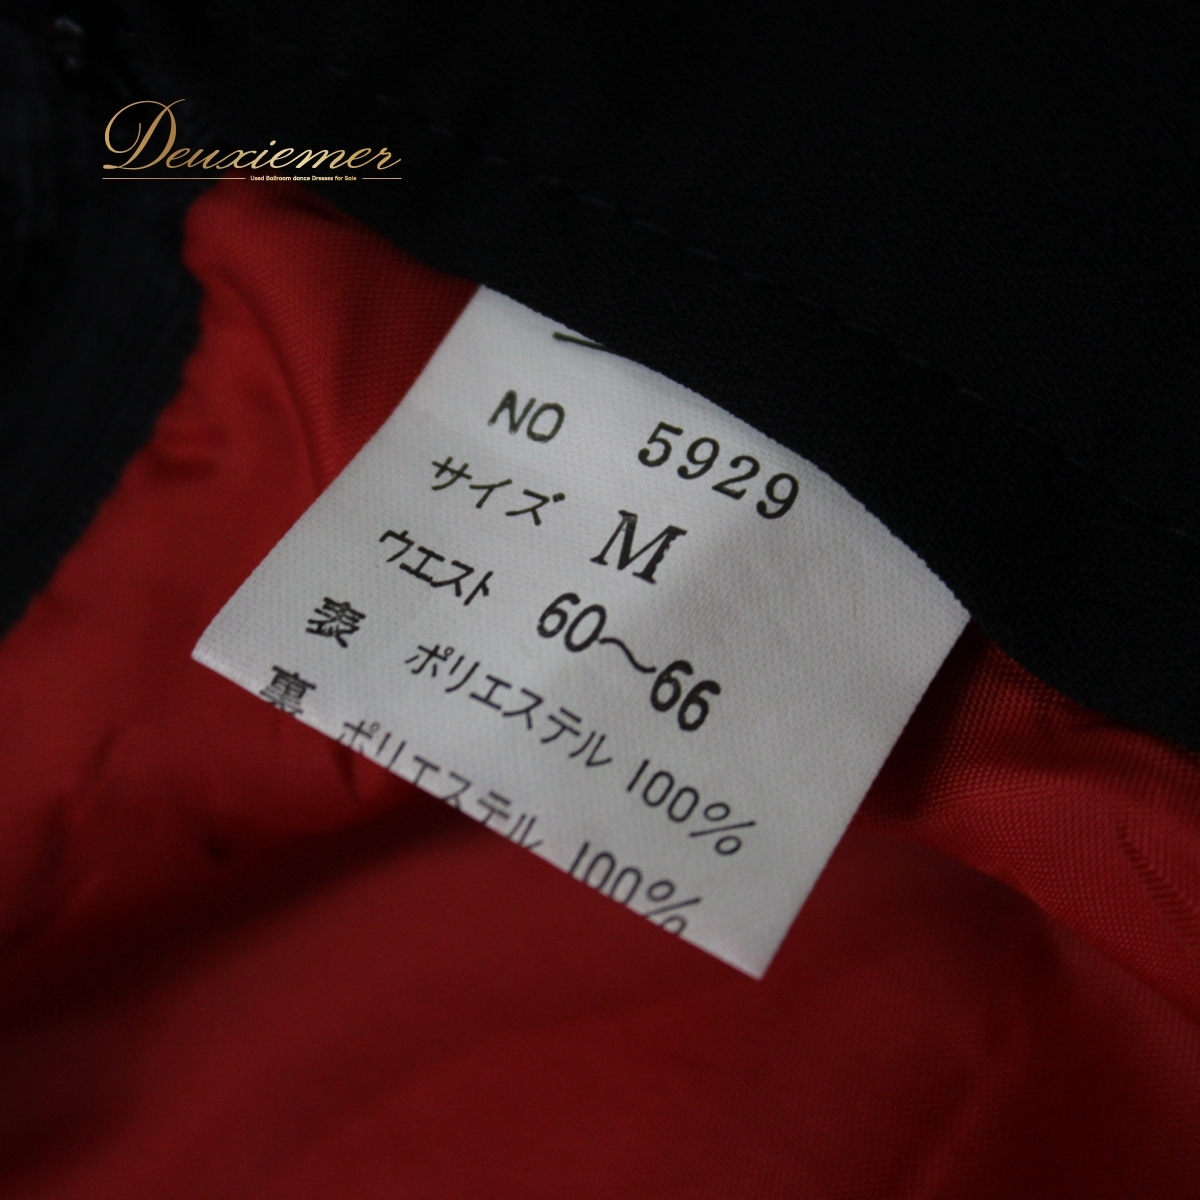 Deuxiemer
Used Ballroom dance Dresses for Sale
NO 5929
サイズ M
ウエスト 60〜66
表 ポリエステル 100%
裏 ポリエステル 100%